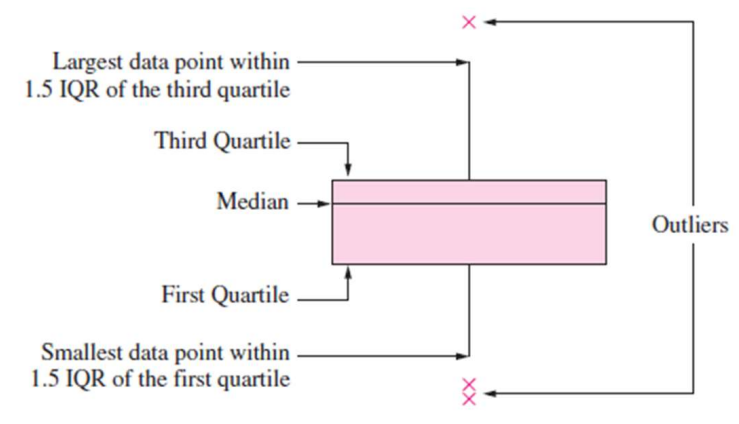 Largest data point within
1.5 IQR of the third quartile
Third Quartile
Median
Outliers
First Quartile
Smallest data point within
1.5 IQR of the first quartile